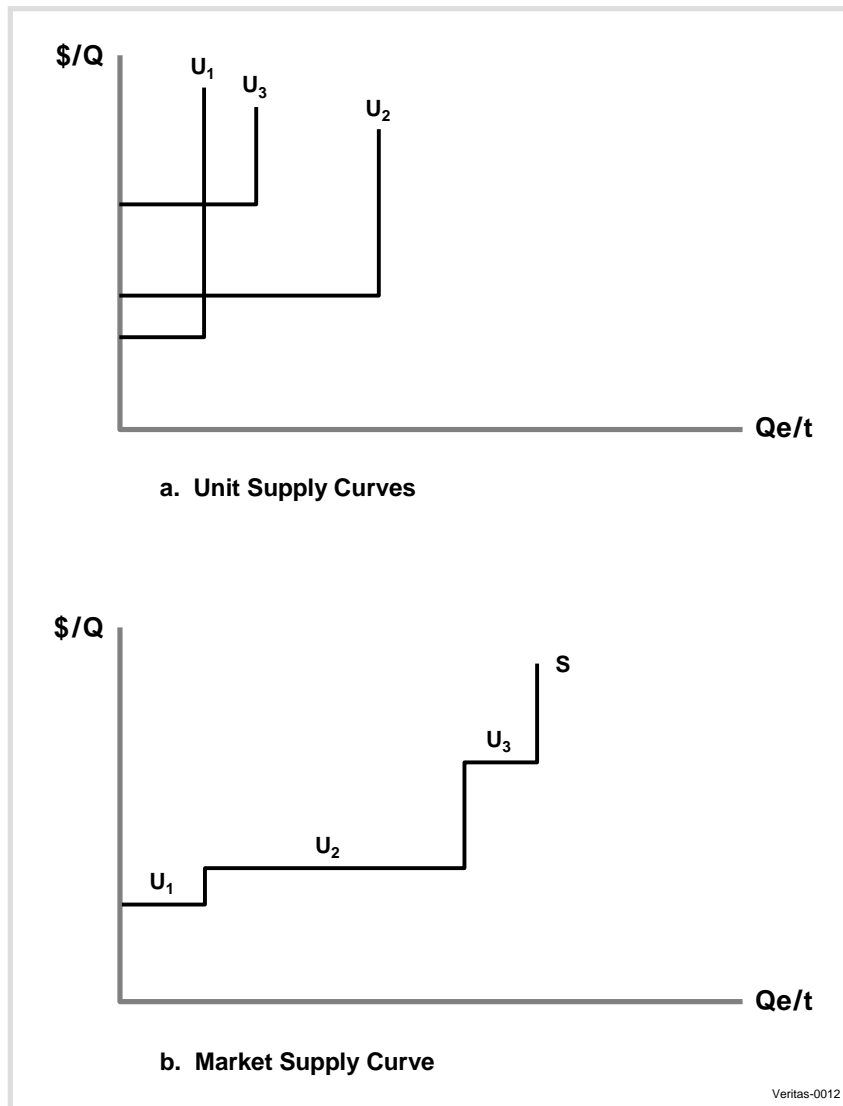 $/Q
U₁
U₃
U₂
Qe/t
a. Unit Supply Curves
$/Q
S
U₃
U₂
U₁
Qe/t
b. Market Supply Curve
Veritas-0012